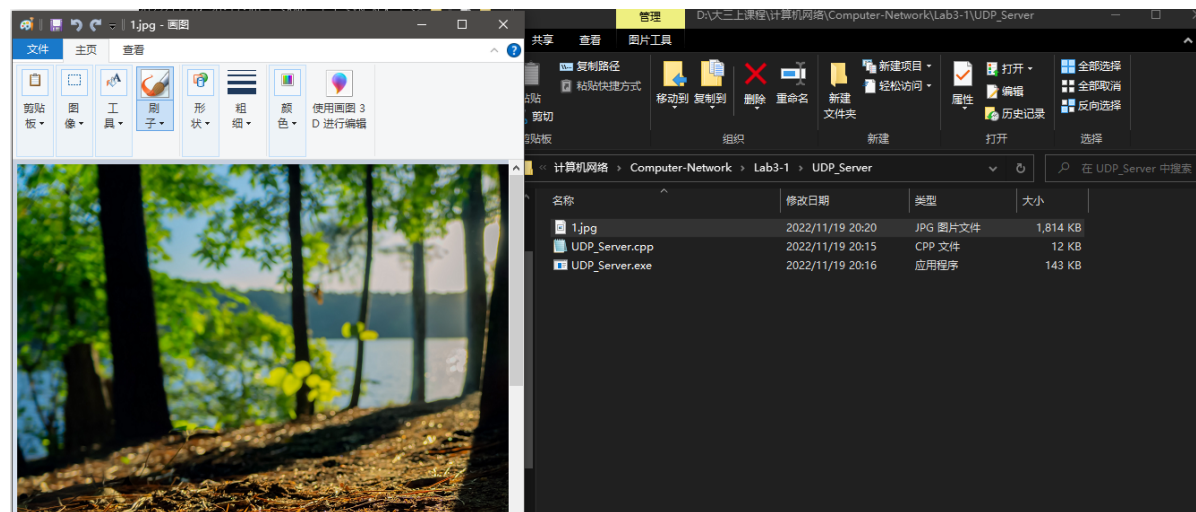 1.jpg - 画图
文件 主页 查看
剪贴板
图像
工具
刷子
形状
粗细
颜色
使用画图 3D 进行编辑
管理 D:\大三上课程\计算机网络\Computer-Network\Lab3-1\UDP_Server
共享 查看 图片工具
复制路径
粘贴快捷方式
剪切
移动到 复制到 删除 重命名
新建文件夹
新建项目
轻松访问
属性
打开
编辑
历史记录
全部选择
全部取消
反向选择
组织 新建 打开 选择
计算机网络 › Computer-Network › Lab3-1 › UDP_Server
在 UDP_Server 中搜索
名称 修改日期 类型 大小
1.jpg 2022/11/19 20:20 JPG 图片文件 1,814 KB
UDP_Server.cpp 2022/11/19 20:15 CPP 文件 12 KB
UDP_Server.exe 2022/11/19 20:16 应用程序 143 KB